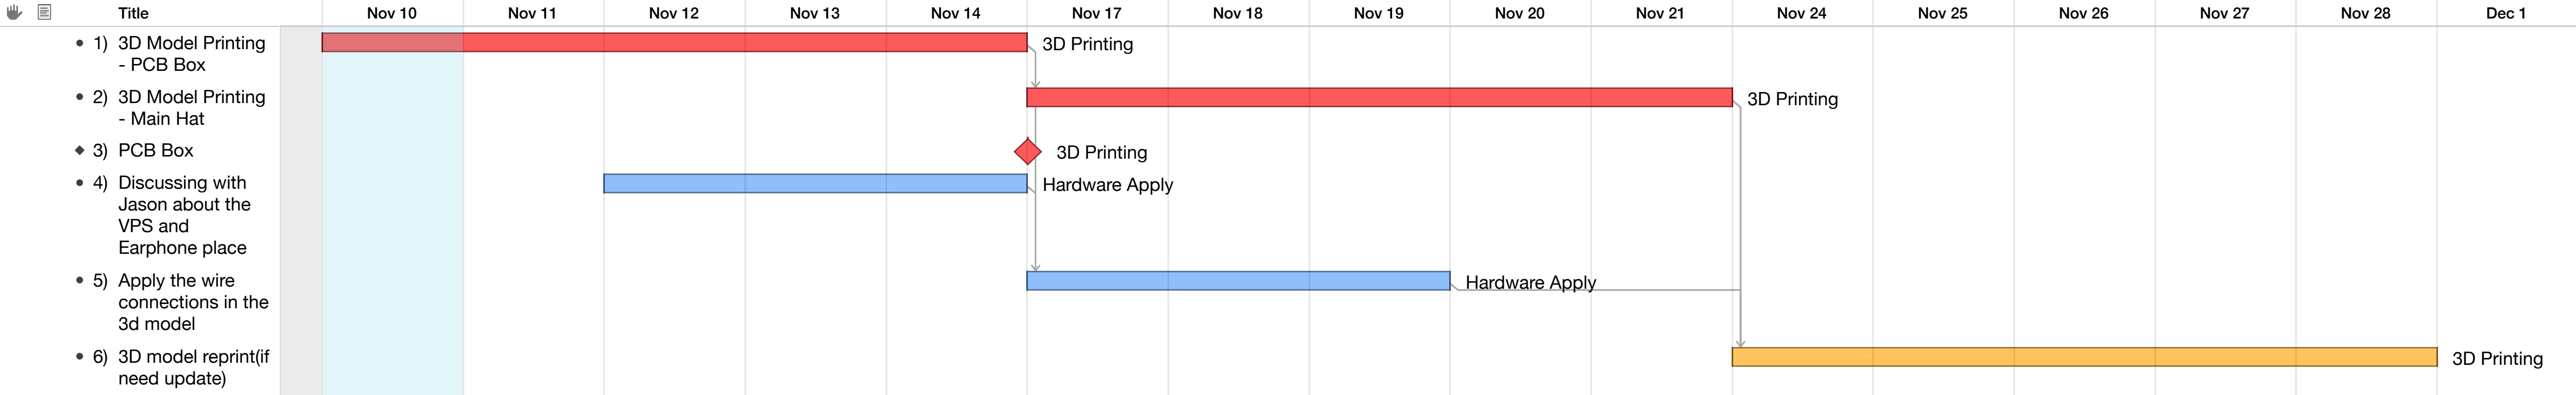 Title Nov 10 Nov 11 Nov 12 Nov 13 Nov 14 Nov 17 Nov 18 Nov 19 Nov 20 Nov 21 Nov 24 Nov 25 Nov 26 Nov 27 Nov 28 Dec 1
1) 3D Model Printing
- PCB Box
3D Printing
2) 3D Model Printing
- Main Hat
3D Printing
3) PCB Box
3D Printing
4) Discussing with
Jason about the
VPS and
Earphone place
Hardware Apply
5) Apply the wire
connections in the
3d model
Hardware Apply
6) 3D model reprint(if
need update)
3D Printing